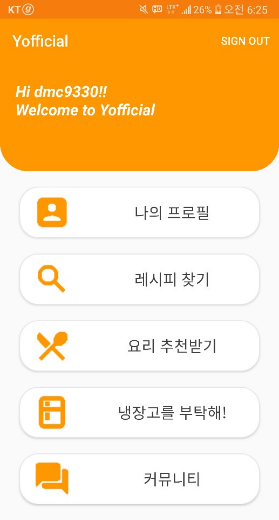 KT 26% 오전 6:25
Yofficial SIGN OUT
Hi dmc9330!!
Welcome to Yofficial
나의 프로필
레시피 찾기
요리 추천받기
냉장고를 부탁해!
커뮤니티